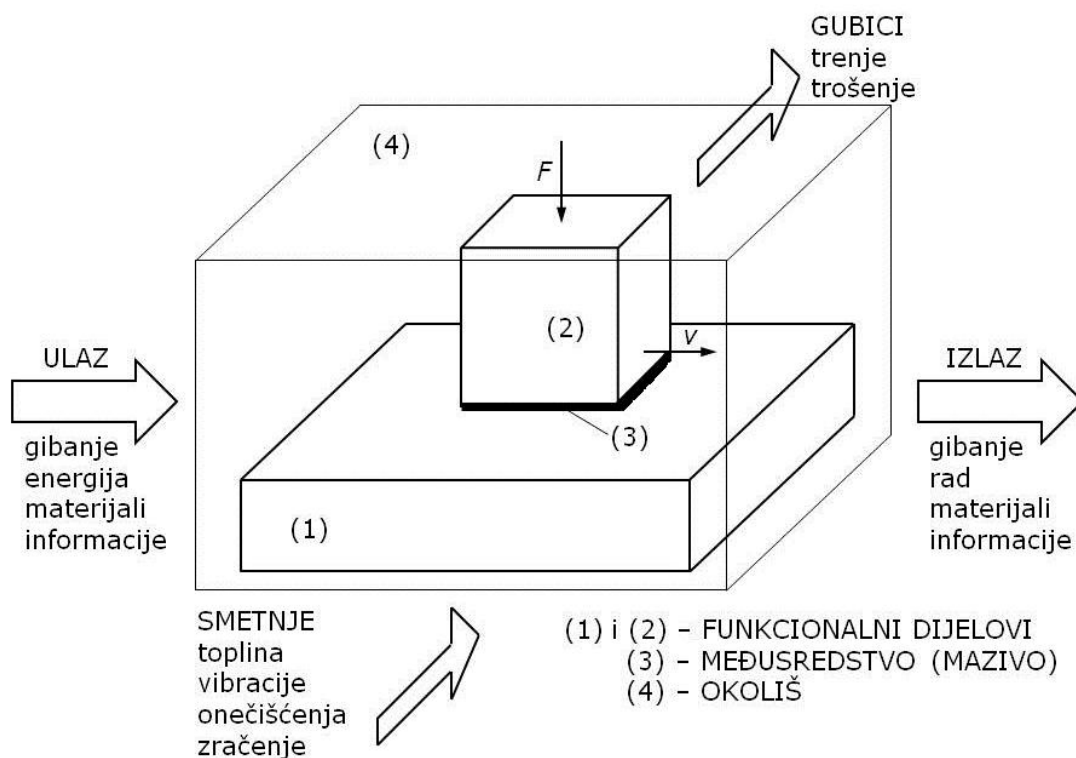 GUBICI
trenje
trošenje
(4)
F
(2)
v
(3)
(1)
ULAZ
gibanje
energija
materijali
informacije
IZLAZ
gibanje
rad
materijali
informacije
SMETNJE
toplina
vibracije
onečišćenja
zračenje
(1) i (2) – FUNKCIONALNI DIJELOVI
(3) – MEĐUSREDSTVO (MAZIVO)
(4) – OKOLIŠ